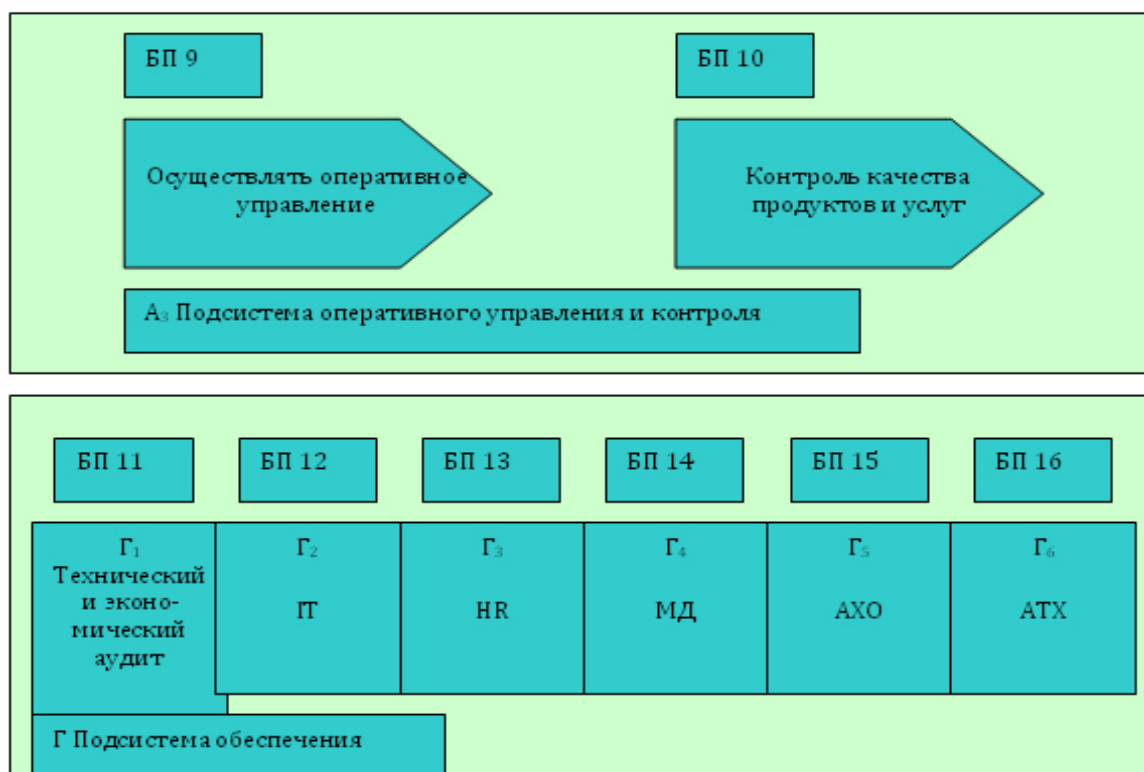 БП 9
БП 10
Осуществлять оперативное
управление
Контроль качества
продуктов и услуг
А₃ Подсистема оперативного управления и контроля
БП 11
БП 12
БП 13
БП 14
БП 15
БП 16
Г₁
Технический
и эконо-
мический
аудит
Г₂
IT
Г₃
HR
Г₄
МД
Г₅
АХО
Г₆
АТХ
Г Подсистема обеспечения